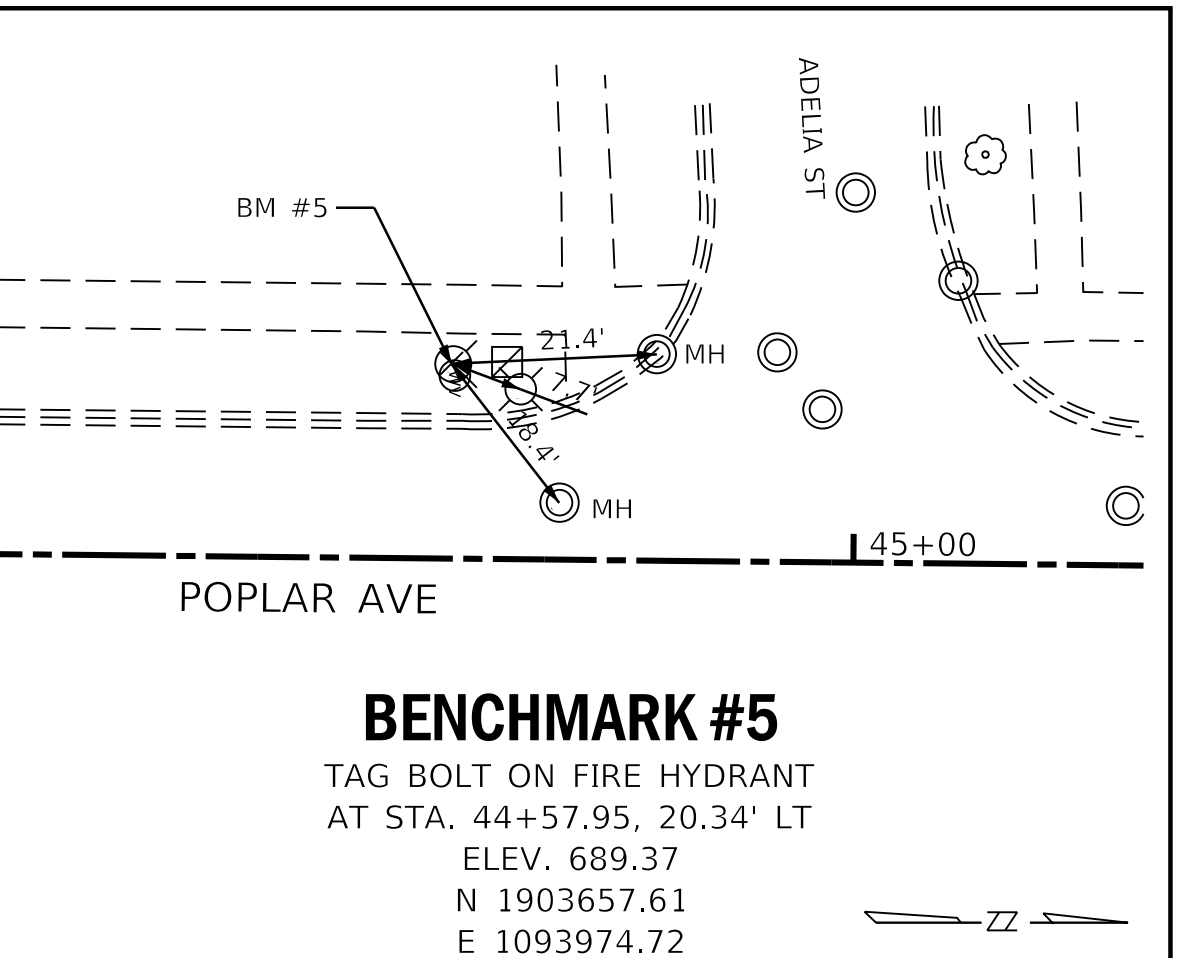 ADELIA ST
BM #5
21.4'
MH
18.4'
MH
45+00
POPLAR AVE
BENCHMARK #5
TAG BOLT ON FIRE HYDRANT
AT STA. 44+57.95, 20.34' LT
ELEV. 689.37
N 1903657.61
E 1093974.72